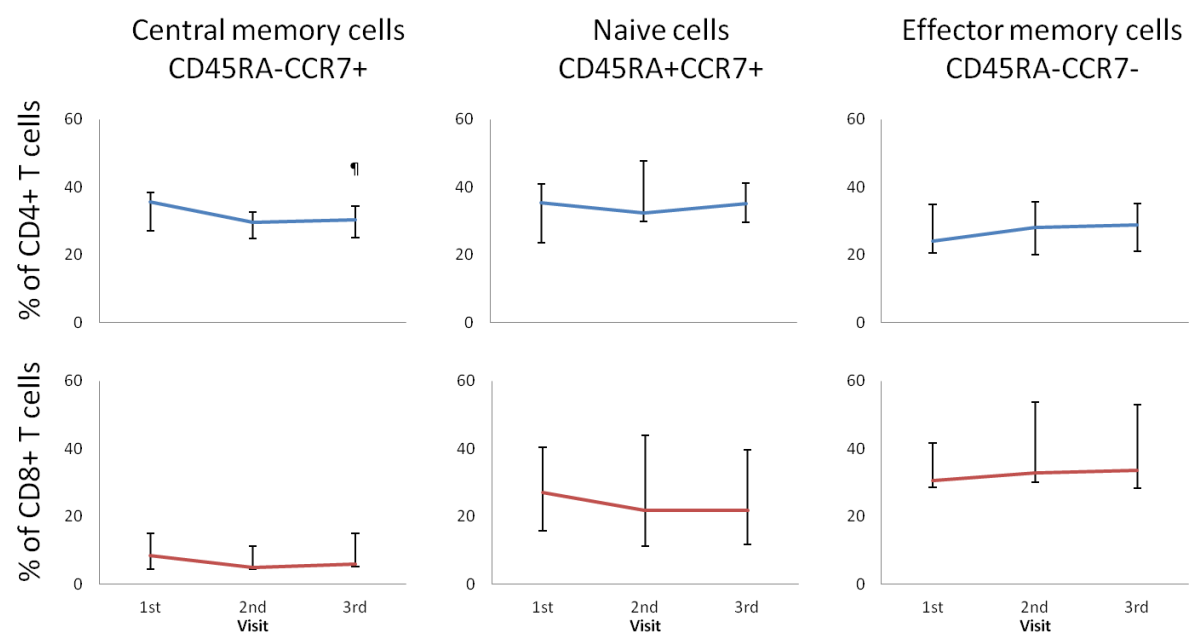 Central memory cells
CD45RA-CCR7+
Naive cells
CD45RA+CCR7+
Effector memory cells
CD45RA-CCR7-
% of CD4+ T cells
60
40
20
0
¶
60
40
20
0
60
40
20
0
% of CD8+ T cells
60
40
20
0
1st 2nd 3rd
Visit
60
40
20
0
1st 2nd 3rd
Visit
60
40
20
0
1st 2nd 3rd
Visit